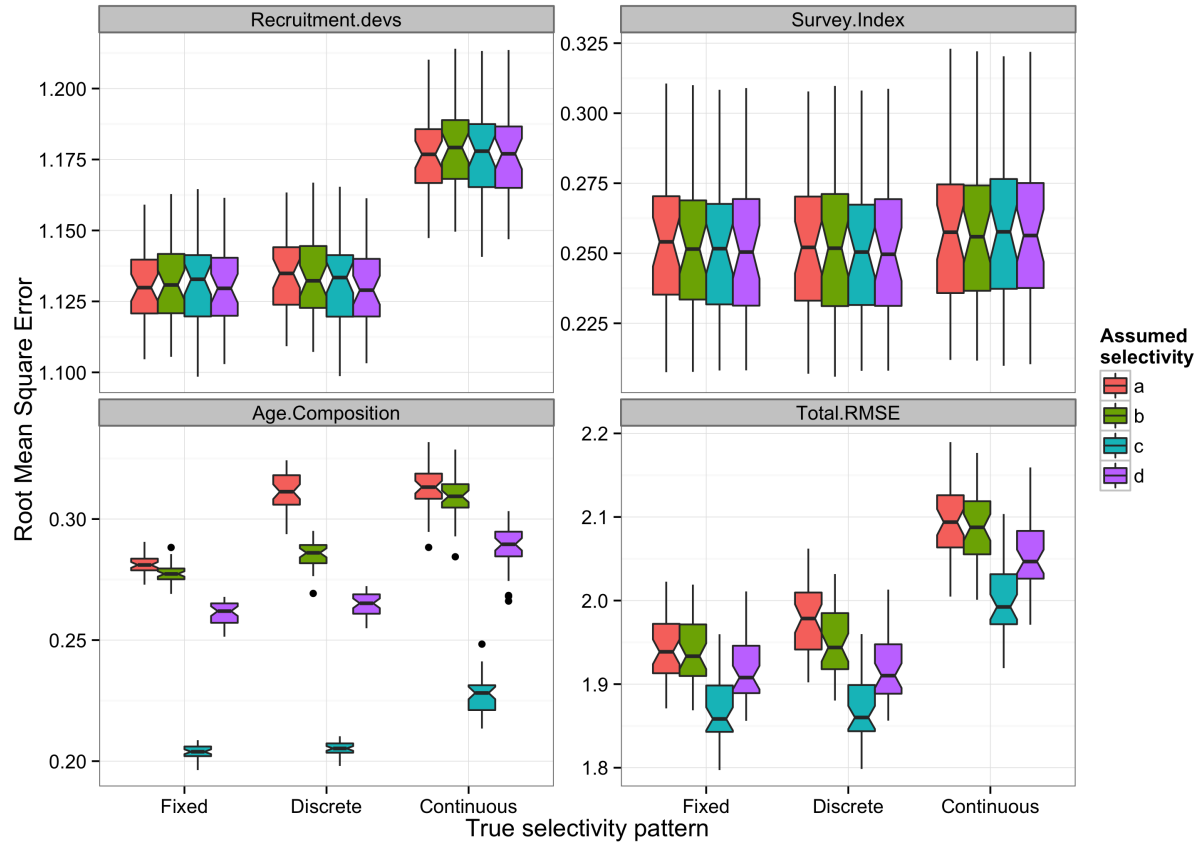 Recruitment.devs
Survey.Index
1.200
1.175
1.150
1.125
1.100
0.325
0.300
0.275
0.250
0.225
Root Mean Square Error
Age.Composition
Total.RMSE
0.30
0.25
0.20
2.2
2.1
2.0
1.9
1.8
Fixed
Discrete
Continuous
Fixed
Discrete
Continuous
True selectivity pattern
Assumed
selectivity
a
b
c
d